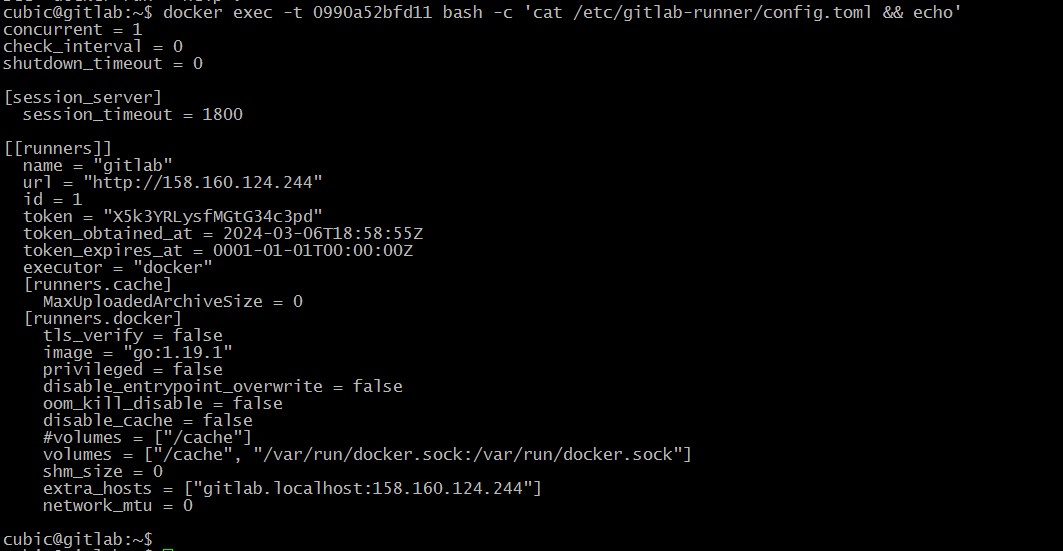 cubic@gitlab:~$ docker exec -t 0990a52bfd11 bash -c 'cat /etc/gitlab-runner/config.toml && echo'
concurrent = 1
check_interval = 0
shutdown_timeout = 0
[session_server]
session_timeout = 1800
[[runners]]
name = "gitlab"
url = "http://158.160.124.244"
id = 1
token = "X5k3YRLysfMGtG34c3pd"
token_obtained_at = 2024-03-06T18:58:55Z
token_expires_at = 0001-01-01T00:00:00Z
executor = "docker"
[runners.cache]
MaxUploadedArchiveSize = 0
[runners.docker]
tls_verify = false
image = "go:1.19.1"
privileged = false
disable_entrypoint_overwrite = false
oom_kill_disable = false
disable_cache = false
#volumes = ["/cache"]
volumes = ["/cache", "/var/run/docker.sock:/var/run/docker.sock"]
shm_size = 0
extra_hosts = ["gitlab.localhost:158.160.124.244"]
network_mtu = 0
cubic@gitlab:~$